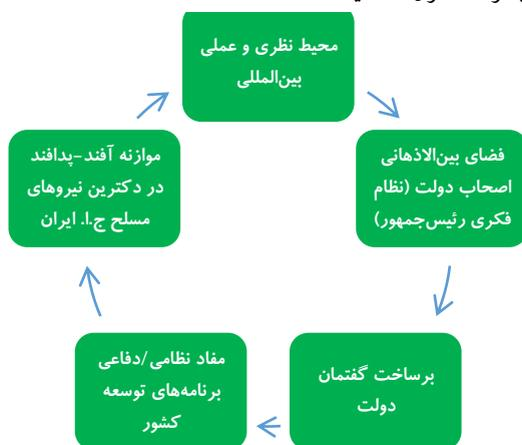 محیط نظری و عملی
بین‌المللی
فضای بین‌الاذهانی
اصحاب دولت (نظام
فکری رئیس‌جمهور)
برساخت گفتمان
دولت
مفاد نظامی/دفاعی
برنامه‌های توسعه
کشور
موازنه آفند-پدافند
در دکترین نیروهای
مسلح ج.ا. ایران